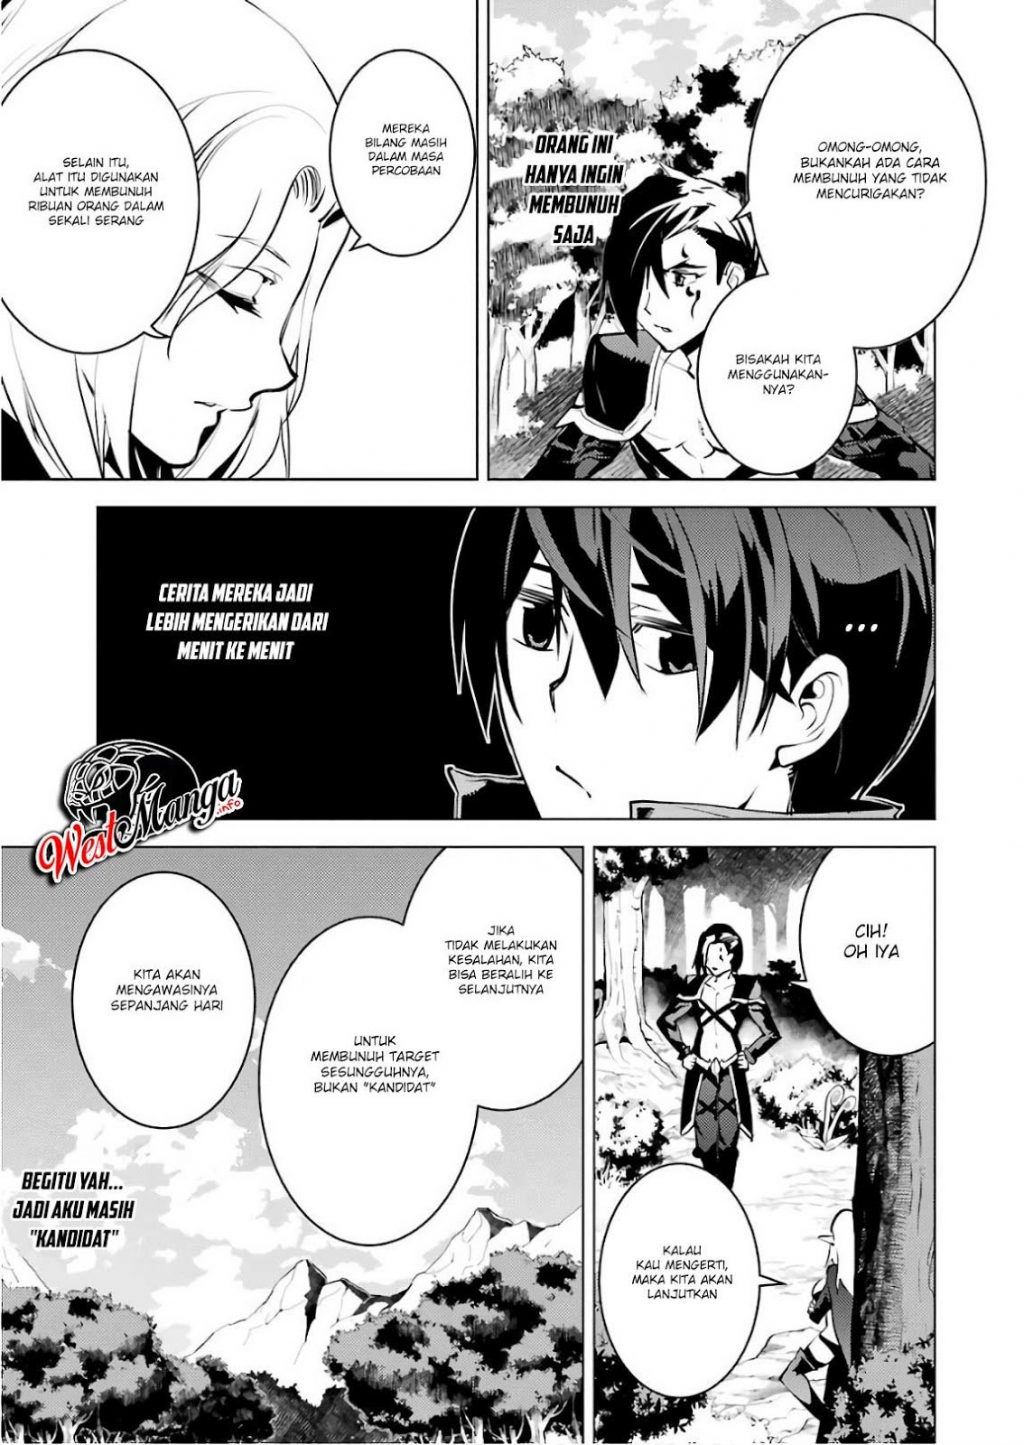 OMONG-OMONG,
BUKANKAH ADA CARA
MEMBUNUH YANG TIDAK
MENCURIGAKAN?
ORANG INI
HANYA INGIN
MEMBUNUH
SAJA
BISAKAH KITA
MENGGUNAKAN-
NYA?
MEREKA
BILANG MASIH
DALAM MASA
PERCOBAAN
SELAIN ITU,
ALAT ITU DIGUNAKAN
UNTUK MEMBUNUH
RIBUAN ORANG DALAM
SEKALI SERANG
...
CERITA MEREKA JADI
LEBIH MENGERIKAN DARI
MENIT KE MENIT
WestManga
.info
CIH!
OH IYA
KALAU
KAU MENGERTI,
MAKA KITA AKAN
LANJUTKAN
JIKA
TIDAK MELAKUKAN
KESALAHAN, KITA
BISA BERALIH KE
SELANJUTNYA
UNTUK
MEMBUNUH TARGET
SESUNGGUHNYA,
BUKAN "KANDIDAT"
KITA AKAN
MENGAWASINYA
SEPANJANG HARI
BEGITU YAH...
JADI AKU MASIH
"KANDIDAT"